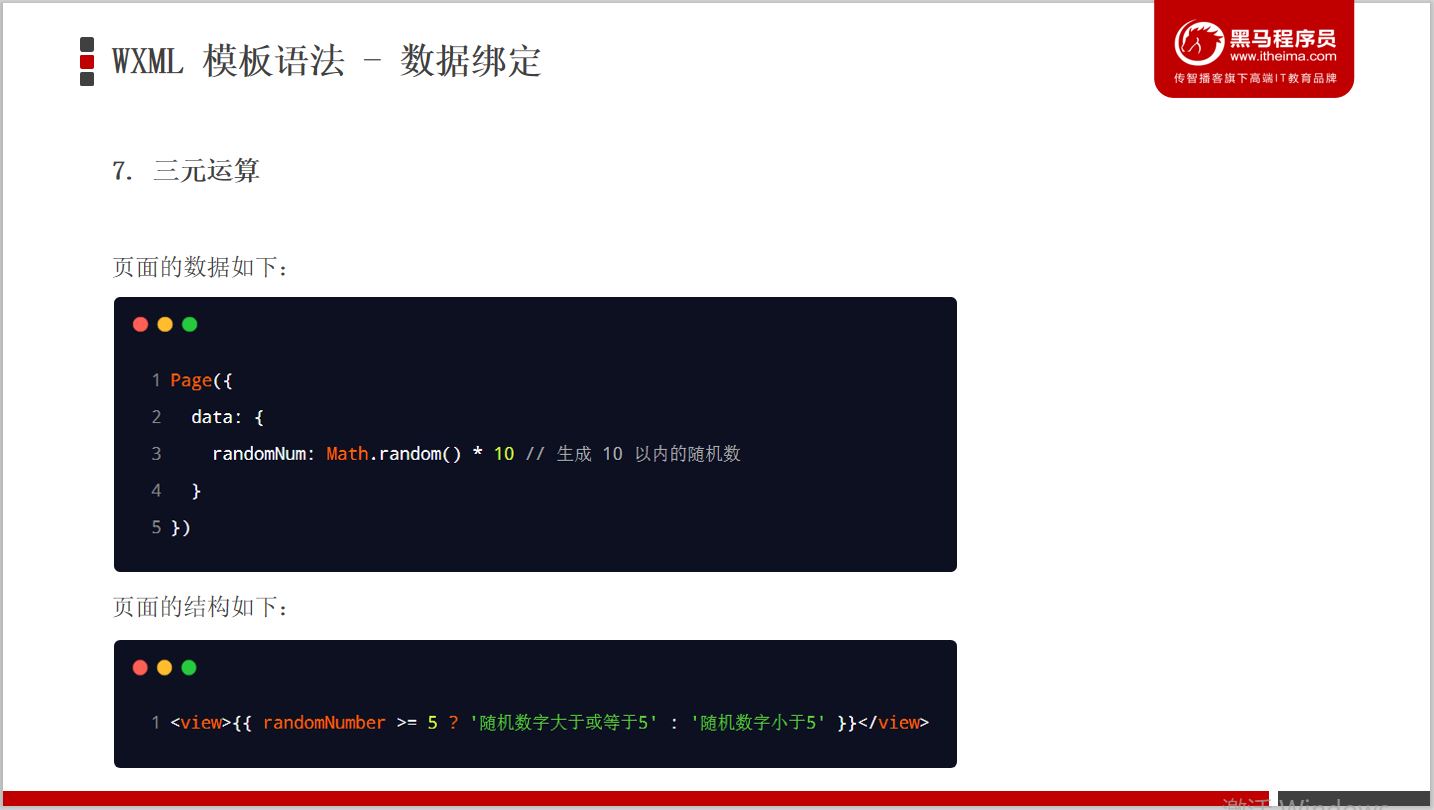 WXML 模板语法 - 数据绑定
黑马程序员
www.itheima.com
传智播客旗下高端IT教育品牌
7. 三元运算
页面的数据如下：
1 Page({
2   data: {
3     randomNum: Math.random() * 10 // 生成 10 以内的随机数
4   }
5 })
页面的结构如下：
1 <view>{{ randomNumber >= 5 ? '随机数字大于或等于5' : '随机数字小于5' }}</view>
激活 Windows